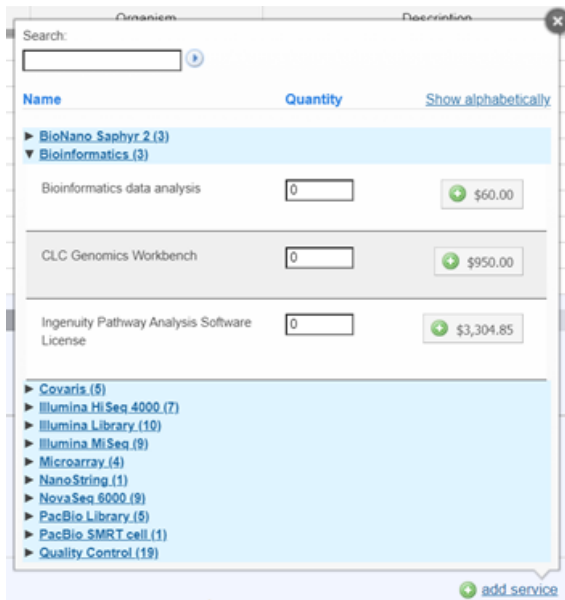 Organism Description
Search:
Name Quantity Show alphabetically
BioNano Saphyr 2 (3)
Bioinformatics (3)
Bioinformatics data analysis 0 $60.00
CLC Genomics Workbench 0 $950.00
Ingenuity Pathway Analysis Software 0 $3,304.85
License
Covaris (5)
Illumina HiSeq 4000 (7)
Illumina Library (10)
Illumina MiSeq (9)
Microarray (4)
NanoString (1)
NovaSeq 6000 (9)
PacBio Library (5)
PacBio SMRT cell (1)
Quality Control (19)
add service